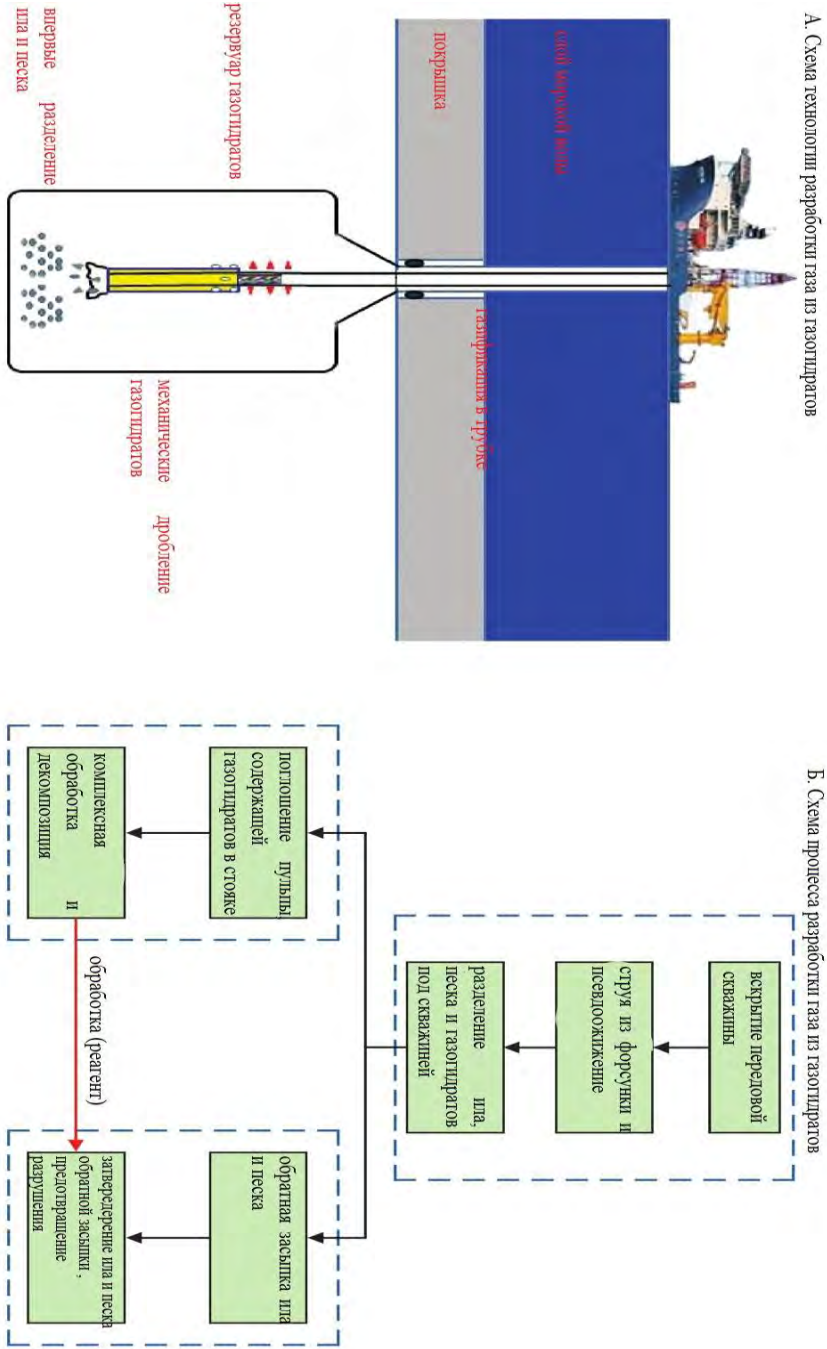 А. Схема технологии разработки газа из газогидратов
слой морской воды
покрышка
газификация в трубке
резервуар газогидратов
механические дробление
газогидратов
впервые разделение
ила и песка
Б. Схема процесса разработки газа из газогидратов
вскрытие передовой
скважины
струя из форсунки и
псевдоожижение
разделение ила,
песка и газогидратов
под скважиней
поглошение пульпы,
содержащей
газогидратов в стояке
обратная засыпка ила
и песка
комплексная
обработка и
декомпозиция
обработка (реагент)
затвередерение ила и песка
обратной засыпки ,
предотвращение
разрушения